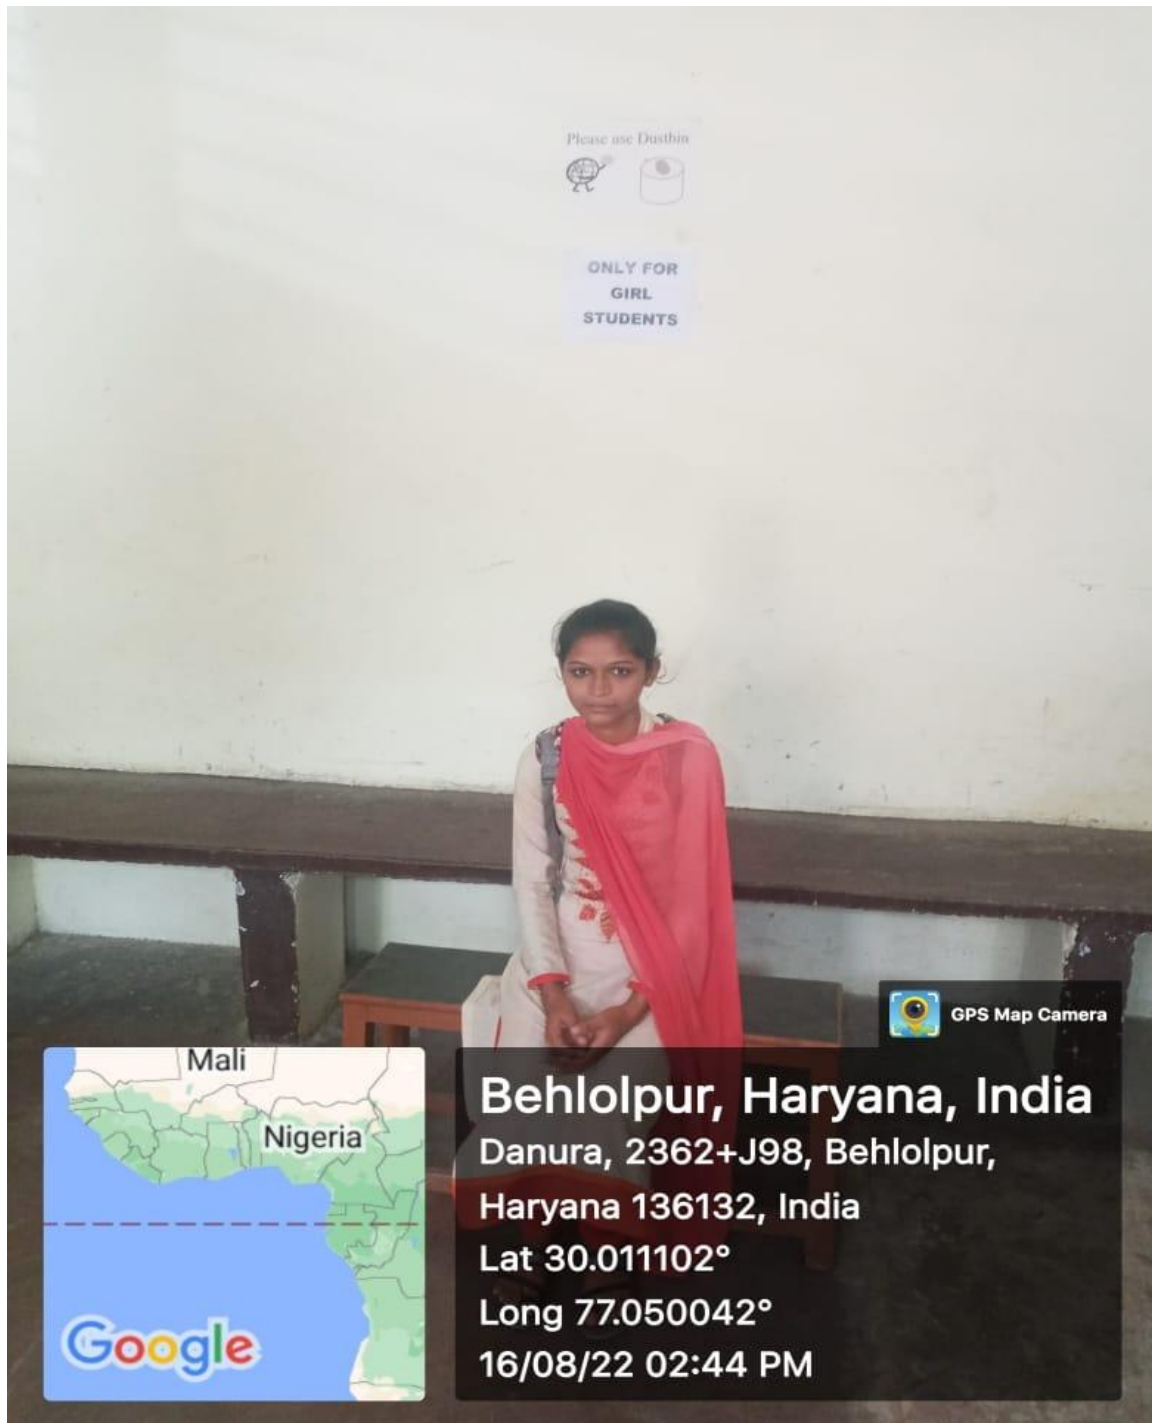 Please use Dustbin
ONLY FOR
GIRL
STUDENTS
GPS Map Camera
Mali
Nigeria
Google
Behlolpur, Haryana, India
Danura, 2362+J98, Behlolpur,
Haryana 136132, India
Lat 30.011102°
Long 77.050042°
16/08/22 02:44 PM